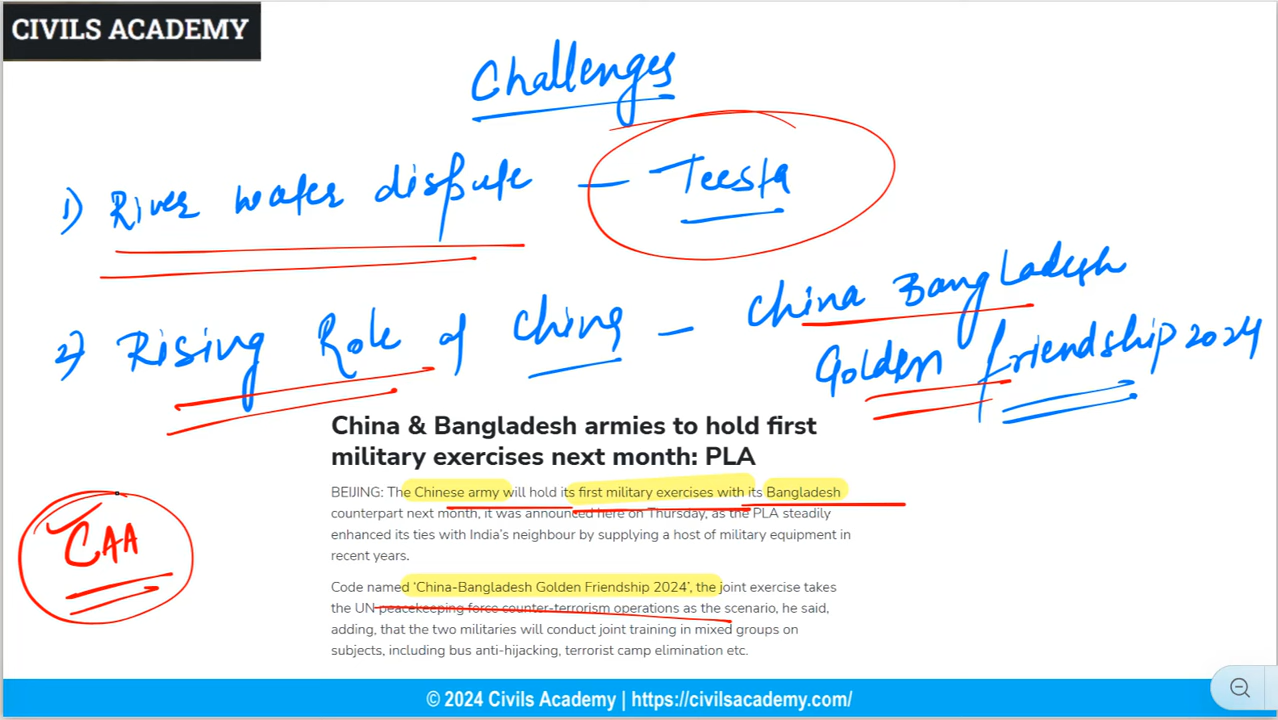 CIVILS ACADEMY
Challenges
1) River water dispute – Teesta
2) Rising Role of China – China Bangladesh
Golden friendship 2024
China & Bangladesh armies to hold first
military exercises next month: PLA
BEIJING: The Chinese army will hold its first military exercises with its Bangladesh
counterpart next month, it was announced here on Thursday, as the PLA steadily
enhanced its ties with India's neighbour by supplying a host of military equipment in
recent years.
CAA
Code named 'China-Bangladesh Golden Friendship 2024', the joint exercise takes
the UN peacekeeping force counter-terrorism operations as the scenario, he said,
adding, that the two militaries will conduct joint training in mixed groups on
subjects, including bus anti-hijacking, terrorist camp elimination etc.
© 2024 Civils Academy | https://civilsacademy.com/